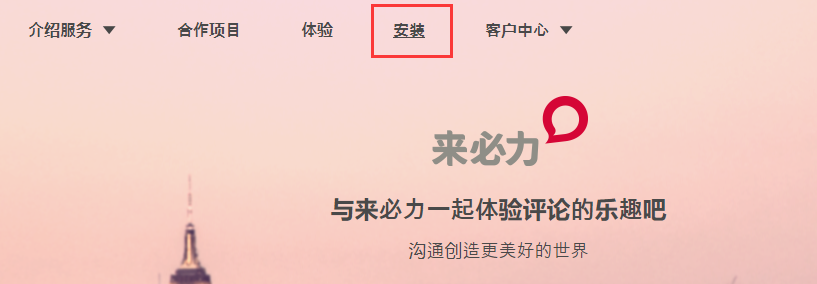 介绍服务 合作项目 体验 安装 客户中心
来必力
与来必力一起体验评论的乐趣吧
沟通创造更美好的世界